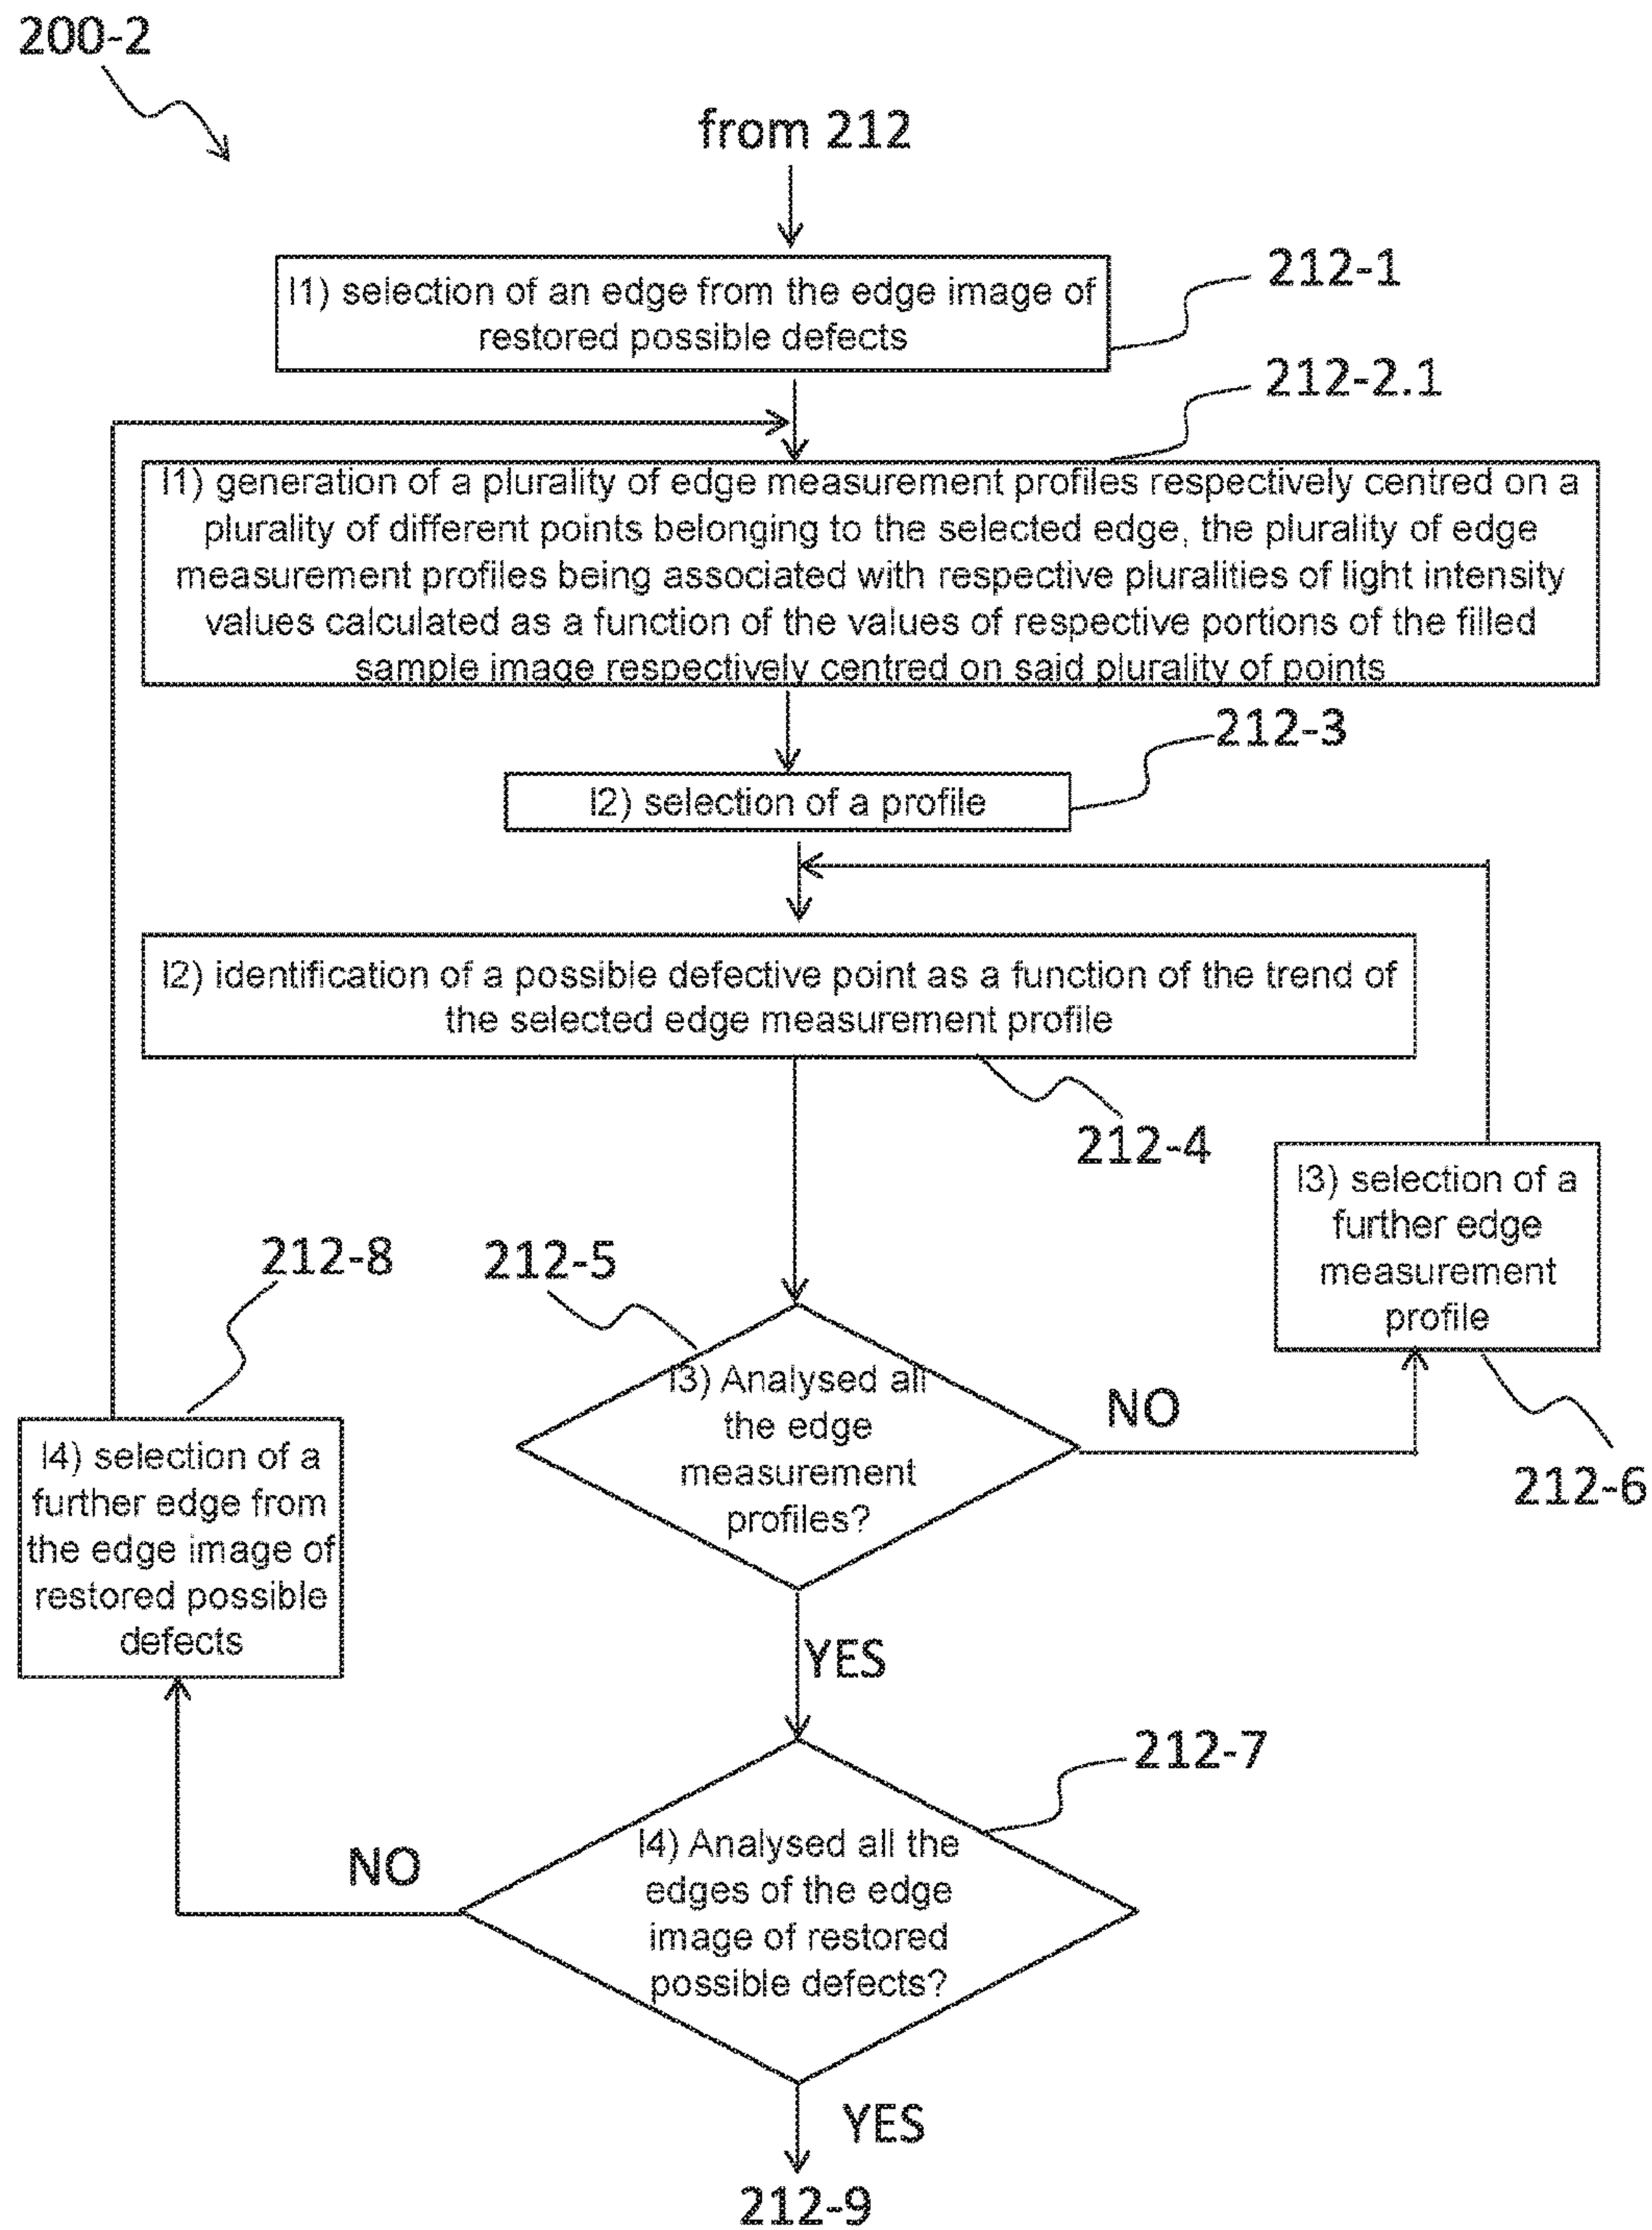 200-2
from 212
I1) selection of an edge from the edge image of
restored possible defects
212-1
212-2.1
I1) generation of a plurality of edge measurement profiles respectively centred on a
plurality of different points belonging to the selected edge, the plurality of edge
measurement profiles being associated with respective pluralities of light intensity
values calculated as a function of the values of respective portions of the filled
sample image respectively centred on said plurality of points
212-3
I2) selection of a profile
I2) identification of a possible defective point as a function of the trend of
the selected edge measurement profile
212-4
I3) selection of a
further edge
measurement
profile
212-6
212-8
212-5
I3) Analysed all
the edge
measurement
profiles?
NO
I4) selection of a
further edge from
the edge image of
restored possible
defects
YES
212-7
NO
I4) Analysed all the
edges of the edge
image of restored
possible defects?
YES
212-9